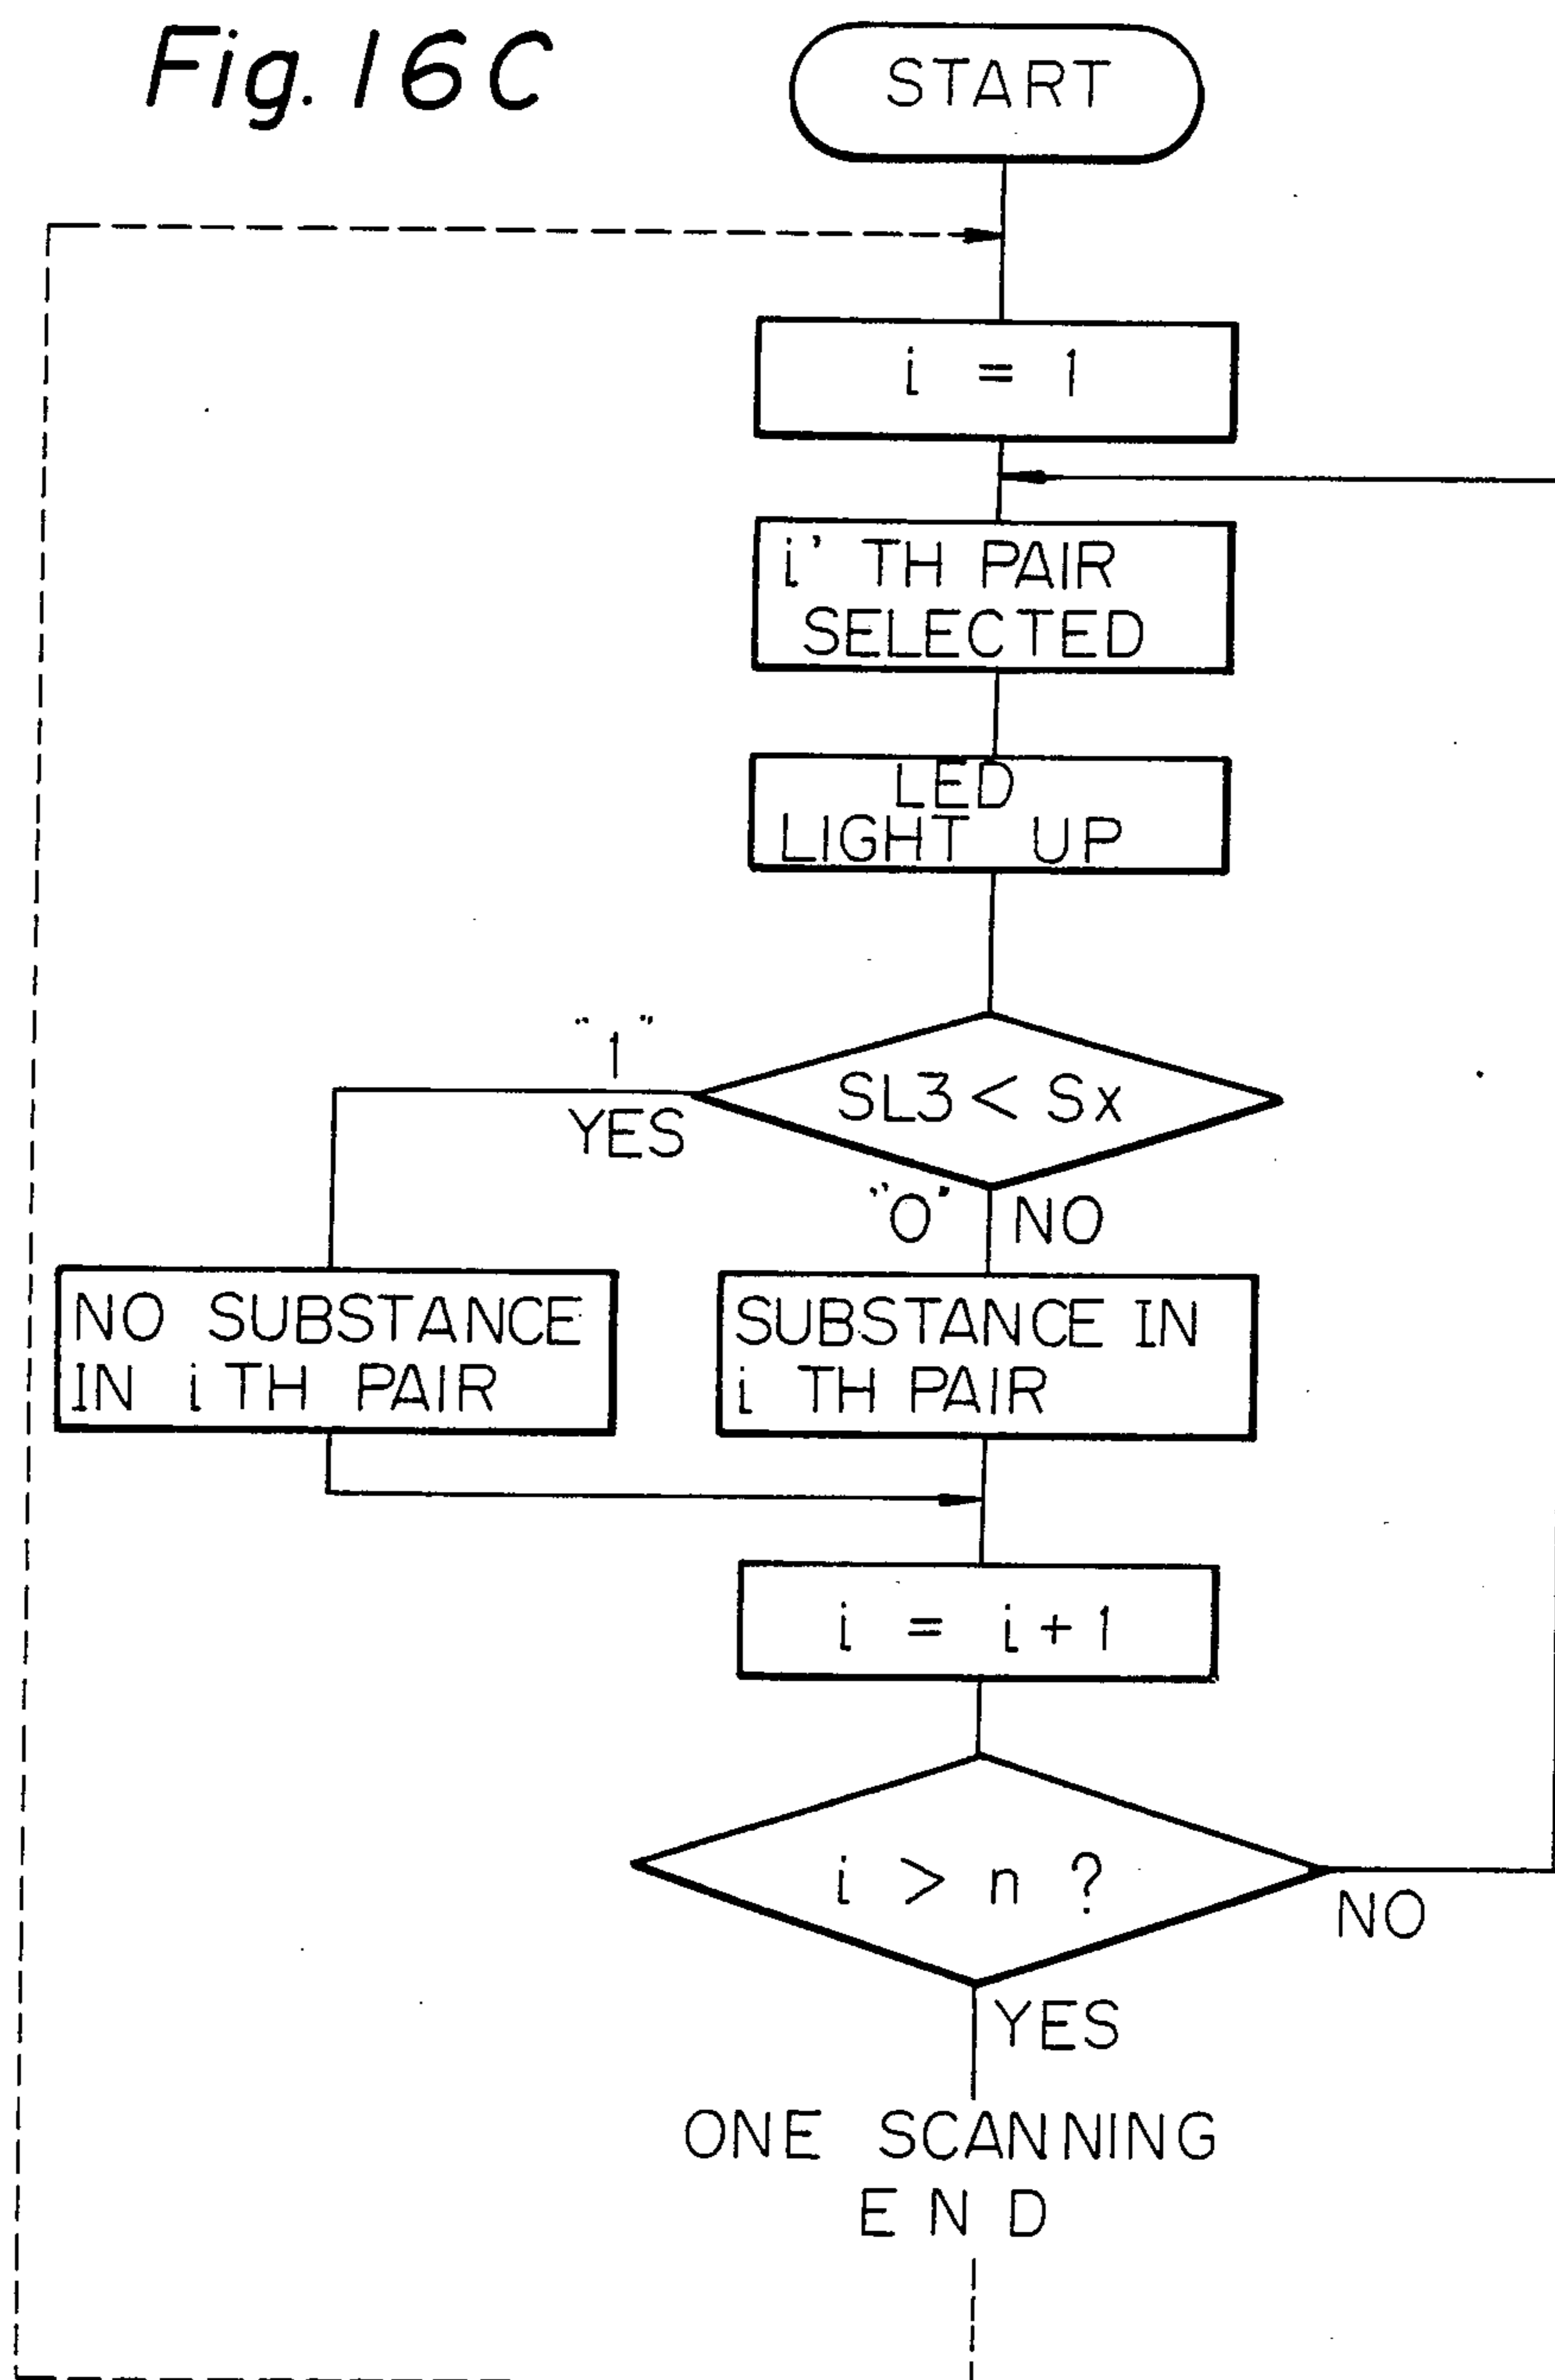 Fig. 16C
START
i = 1
i' TH PAIR
SELECTED
LED
LIGHT UP
"1"
SL3 < Sx
YES
"0" NO
NO SUBSTANCE
IN i TH PAIR
SUBSTANCE IN
i TH PAIR
i = i + 1
i > n ?
NO
YES
ONE SCANNING
END